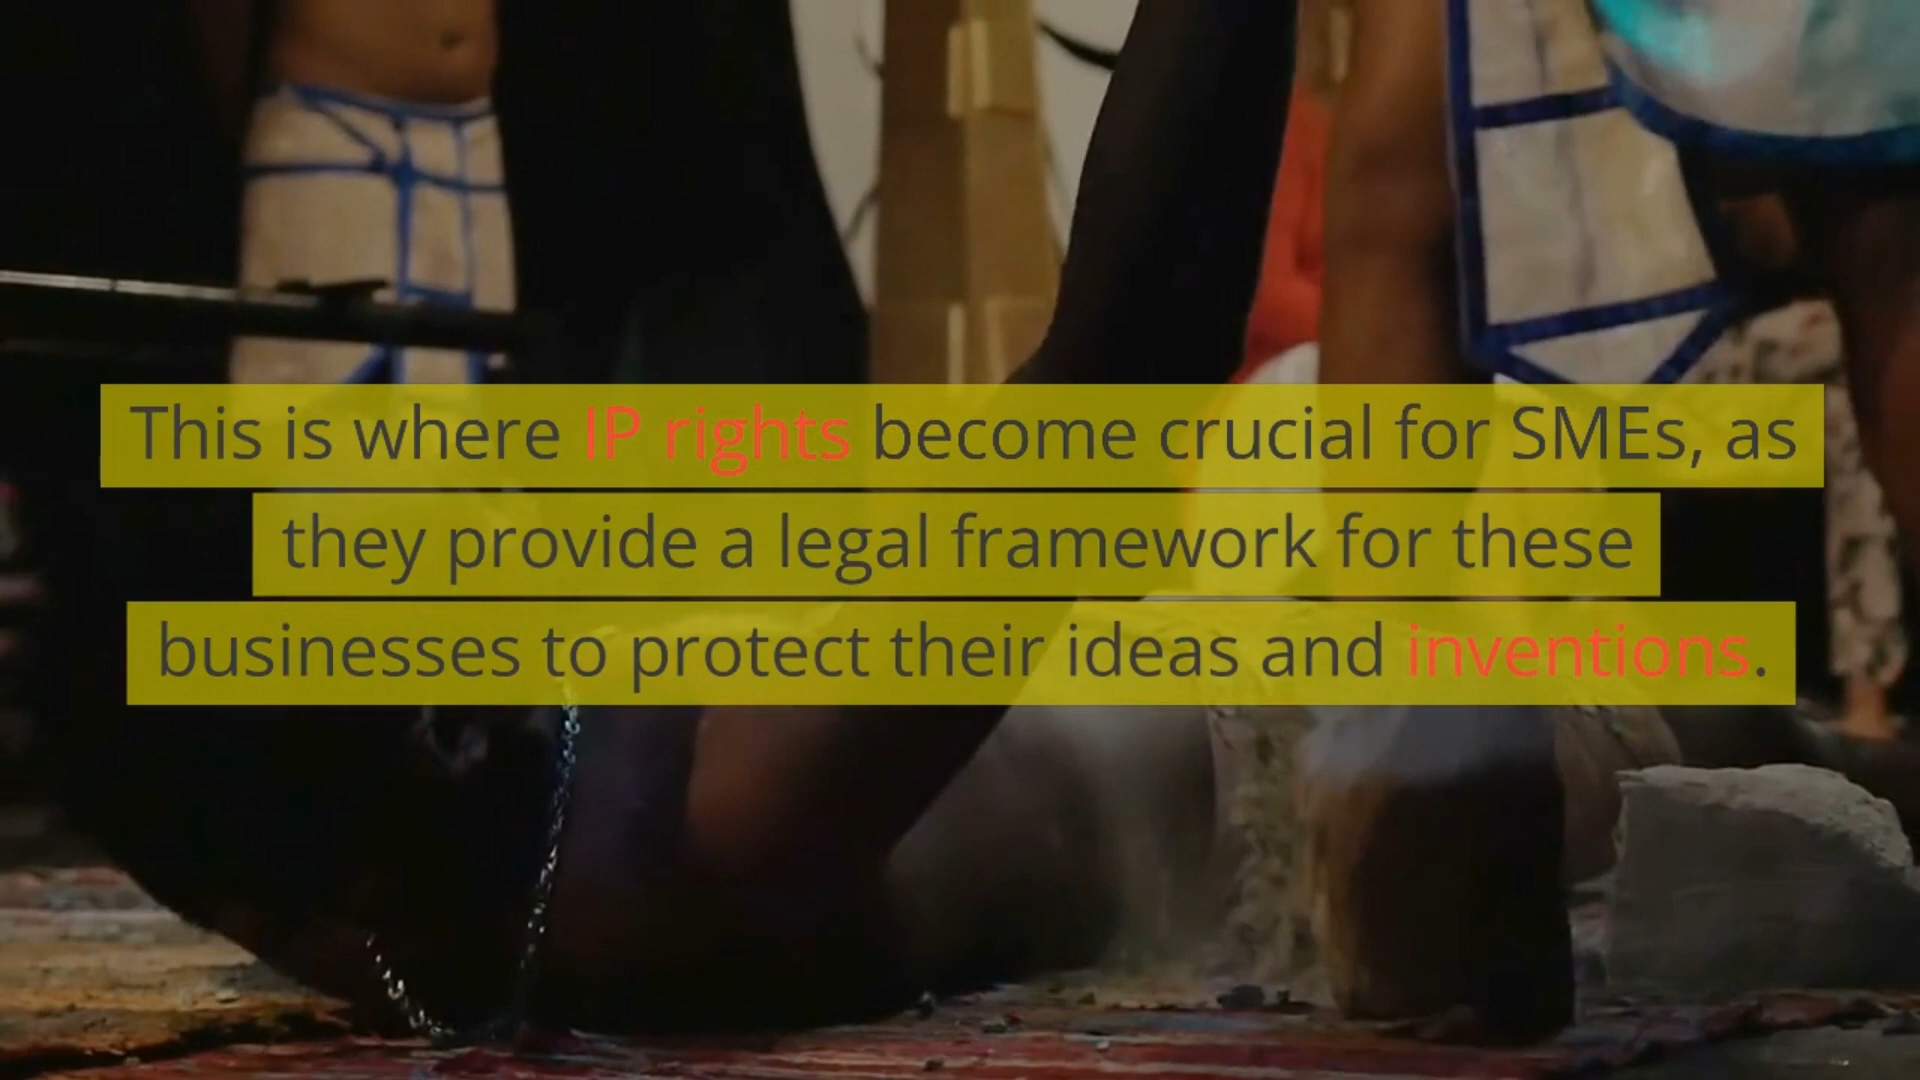 This is where IP rights become crucial for SMEs, as
they provide a legal framework for these
businesses to protect their ideas and inventions.